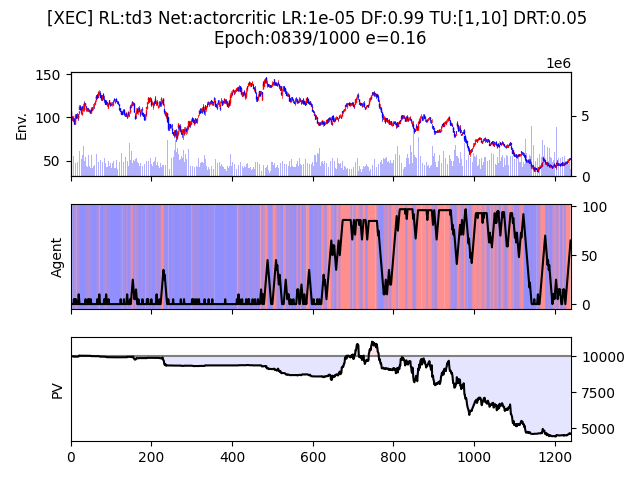 [XEC] RL:td3 Net:actorcritic LR:1e-05 DF:0.99 TU:[1,10] DRT:0.05
Epoch:0839/1000 e=0.16
1e6
150
100
50
Env.
5
0
Agent
100
50
0
PV
10000
7500
5000
0 200 400 600 800 1000 1200